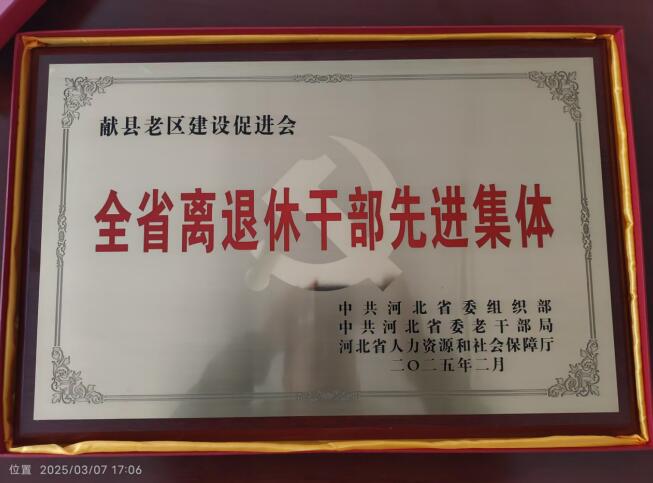 献县老区建设促进会
全省离退休干部先进集体
中共河北省委组织部
中共河北省委老干部局
河北省人力资源和社会保障厅
二〇二五年二月
位置 2025/03/07 17:06